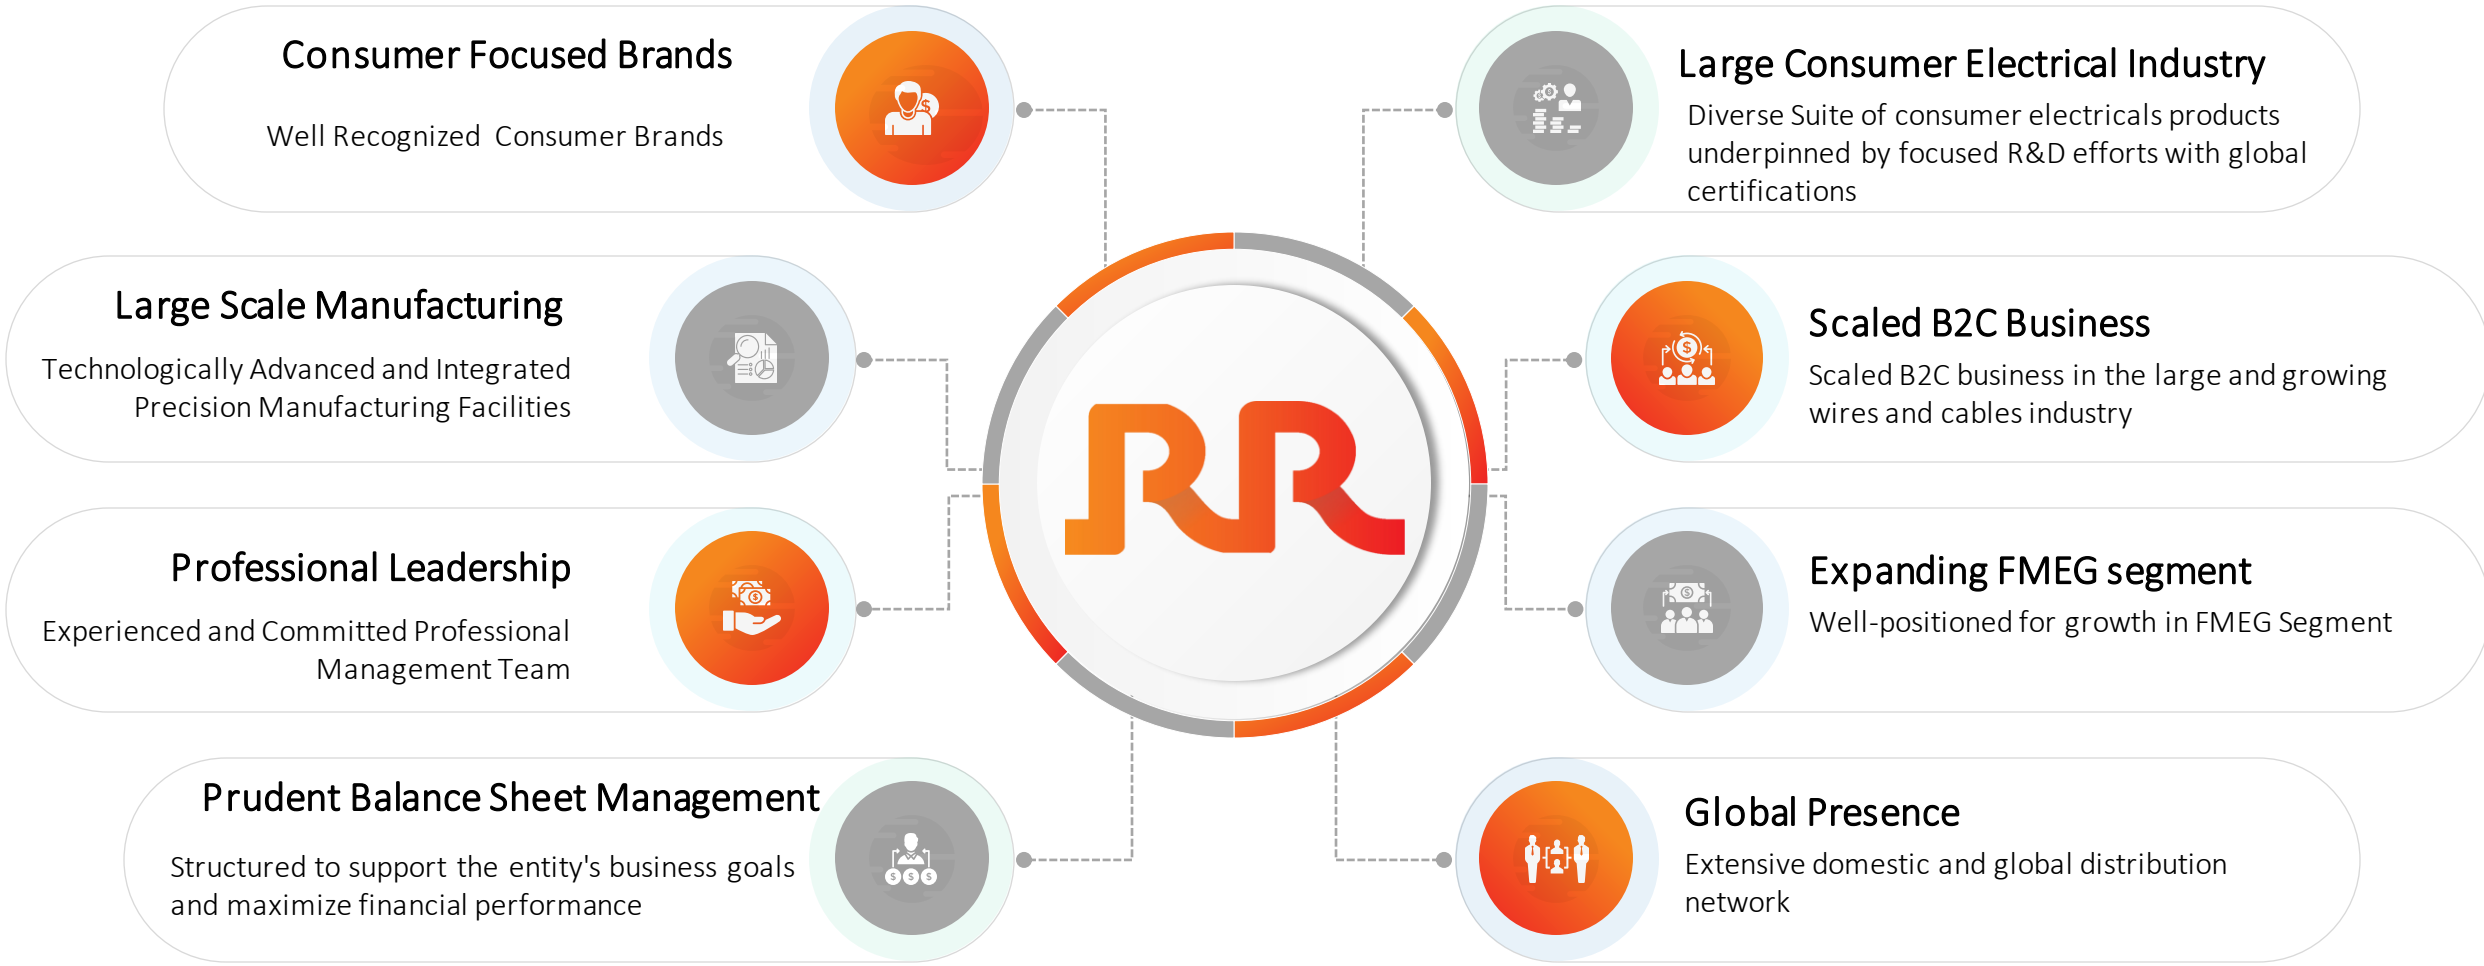 Consumer Focused Brands
Well Recognized Consumer Brands
Large Scale Manufacturing
Technologically Advanced and Integrated
Precision Manufacturing Facilities
Professional Leadership
Experienced and Committed Professional
Management Team
Prudent Balance Sheet Management
Structured to support the entity's business goals
and maximize financial performance
RR
Large Consumer Electrical Industry
Diverse Suite of consumer electricals products
underpinned by focused R&D efforts with global
certifications
Scaled B2C Business
Scaled B2C business in the large and growing
wires and cables industry
Expanding FMEG segment
Well-positioned for growth in FMEG Segment
Global Presence
Extensive domestic and global distribution
network